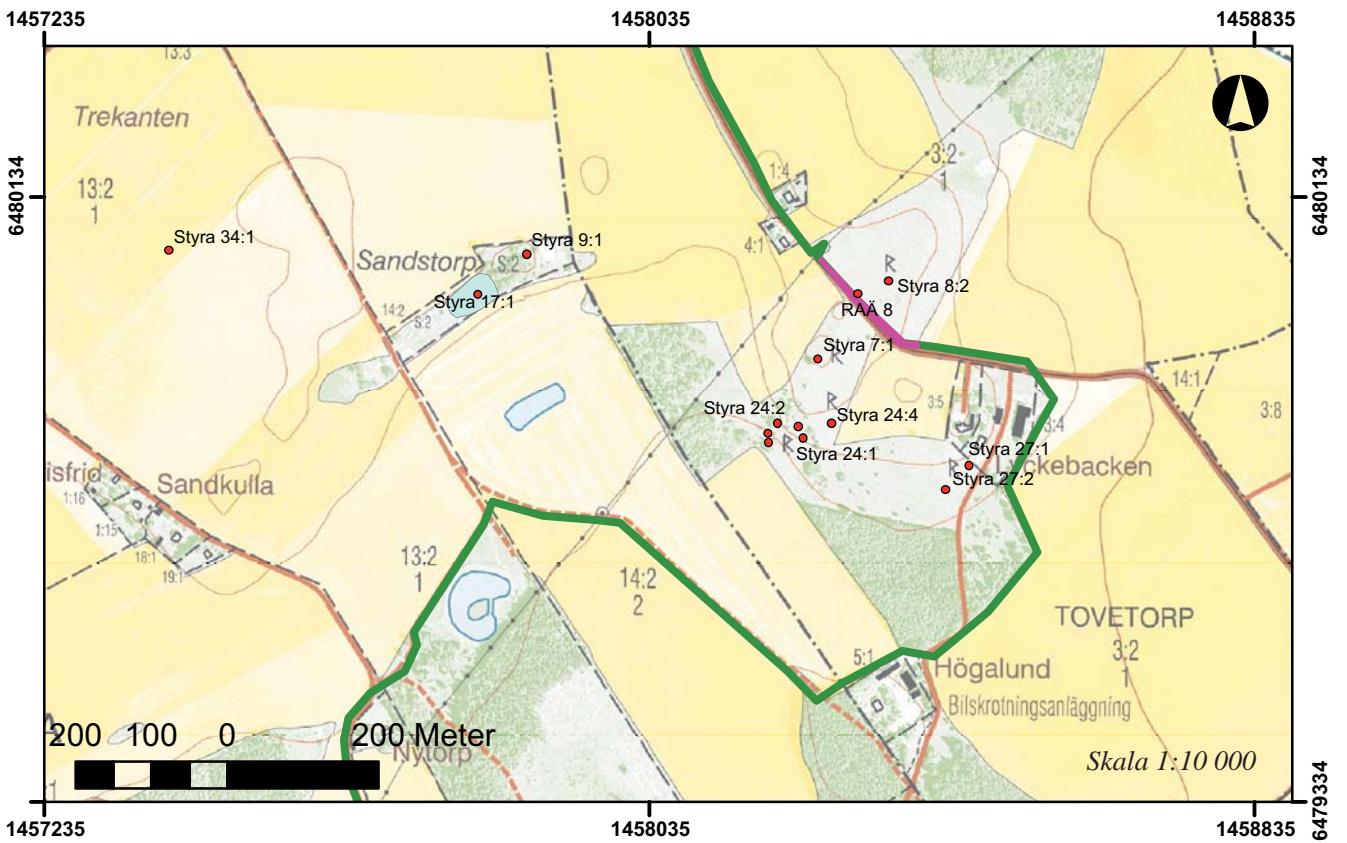 1457235
1458035
1458835
6480134
6480134
6479334
13:3
Trekanten
13:2
1
Styra 34:1
Sandstorp
S:2
Styra 9:1
Styra 17:1
14:2
S:2
1:4
4:1
3:2
1
R
Styra 8:2
RAÄ 8
Styra 7:1
R
R
Styra 24:2
Styra 24:4
R
Styra 24:1
3:5
3:4
14:1
3:8
Styra 27:1
R
Lyckebacken
Styra 27:2
isfrid
1:16
Sandkulla
1:15
18:1
19:1
13:2
1
14:2
2
TOVETORP
3:2
1
5:1
Högalund
Bilskrotningsanläggning
200 100 0 200 Meter
Nytorp
Skala 1:10 000
1457235
1458035
1458835